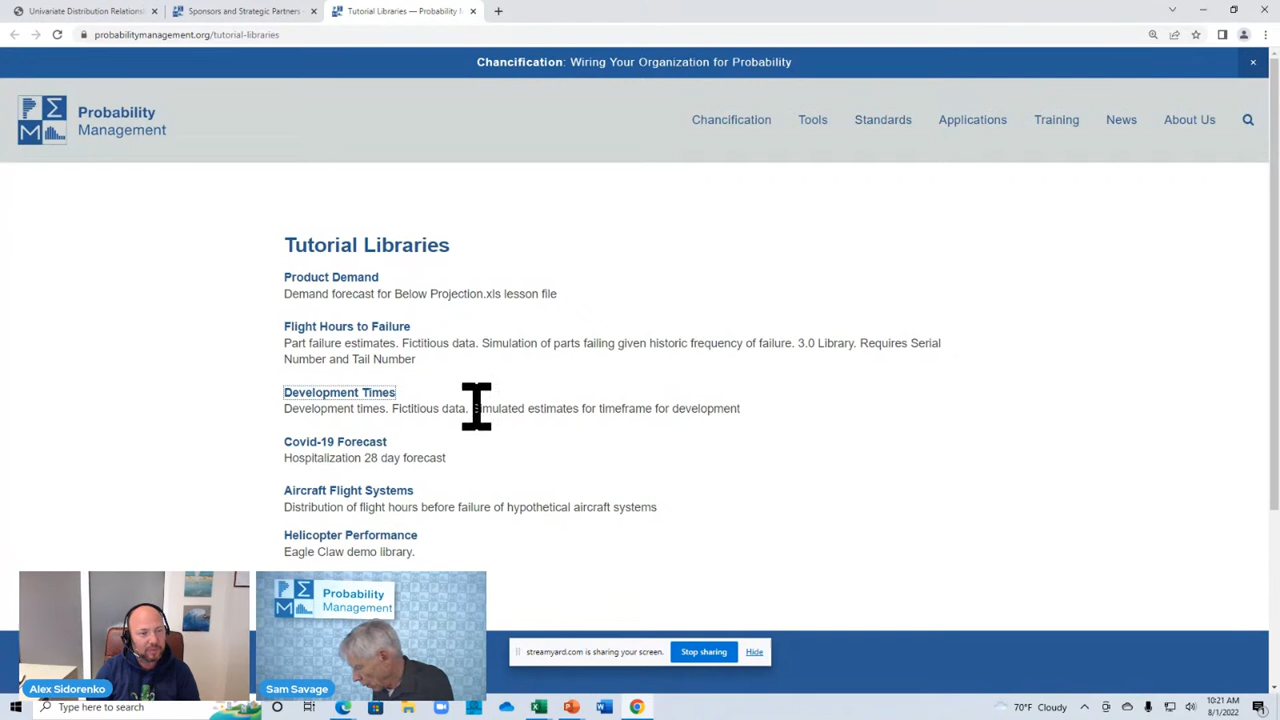 Univariate Distribution Relations
Sponsors and Strategic Partners
Tutorial Libraries — Probability M
probabilitymanagement.org/tutorial-libraries
Chancification: Wiring Your Organization for Probability
Probability
Management
Chancification
Tools
Standards
Applications
Training
News
About Us
Tutorial Libraries
Product Demand
Demand forecast for Below Projection.xls lesson file
Flight Hours to Failure
Part failure estimates. Fictitious data. Simulation of parts failing given historic frequency of failure. 3.0 Library. Requires Serial
Number and Tail Number
Development Times
Development times. Fictitious data. Simulated estimates for timeframe for development
Covid-19 Forecast
Hospitalization 28 day forecast
Aircraft Flight Systems
Distribution of flight hours before failure of hypothetical aircraft systems
Helicopter Performance
Eagle Claw demo library.
Probability
Management
streamyard.com is sharing your screen.
Stop sharing
Hide
Alex Sidorenko
Sam Savage
Type here to search
70°F Cloudy
10:21 AM
8/1/2022